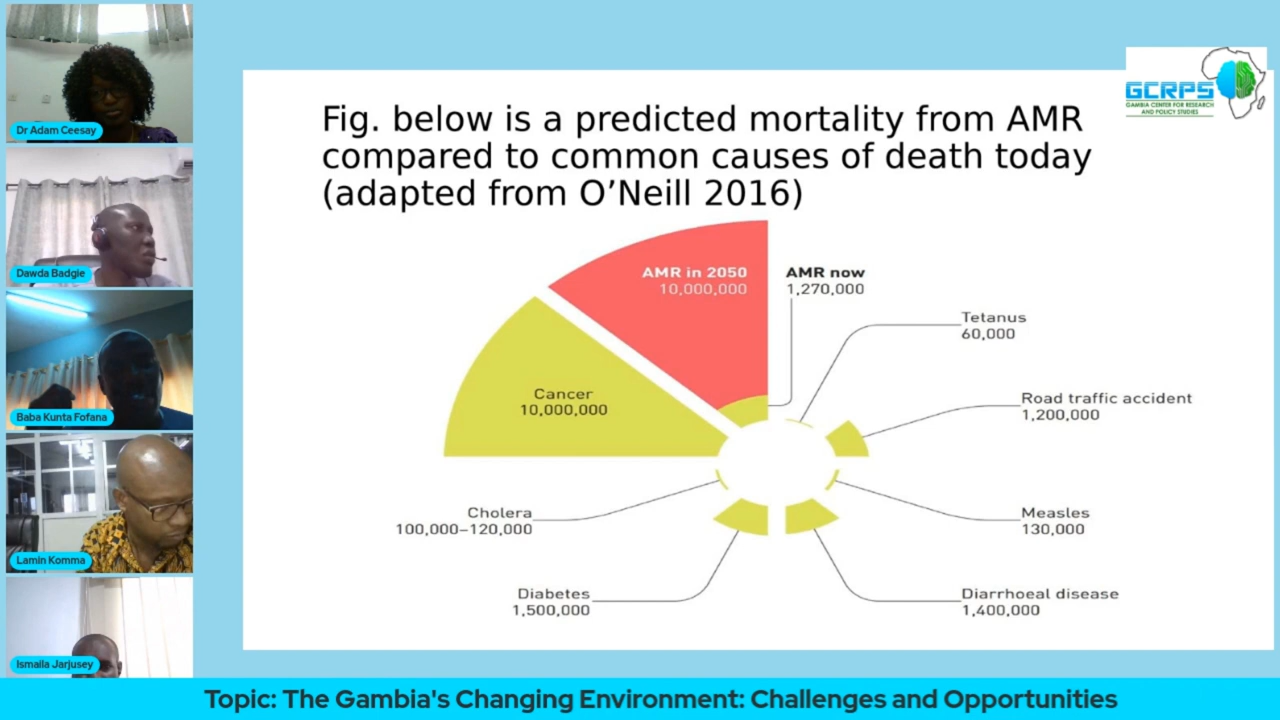 Dr Adam Ceesay
Dawda Badgie
Baba Kunta Fofana
Lamin Komma
Ismaila Jarjusey
GCRPS
GAMBIA CENTER FOR RESEARCH
AND POLICY STUDIES
Fig. below is a predicted mortality from AMR
compared to common causes of death today
(adapted from O’Neill 2016)
AMR in 2050
10,000,000
AMR now
1,270,000
Tetanus
60,000
Cancer
10,000,000
Road traffic accident
1,200,000
Cholera
100,000–120,000
Measles
130,000
Diabetes
1,500,000
Diarrhoeal disease
1,400,000
Topic: The Gambia's Changing Environment: Challenges and Opportunities